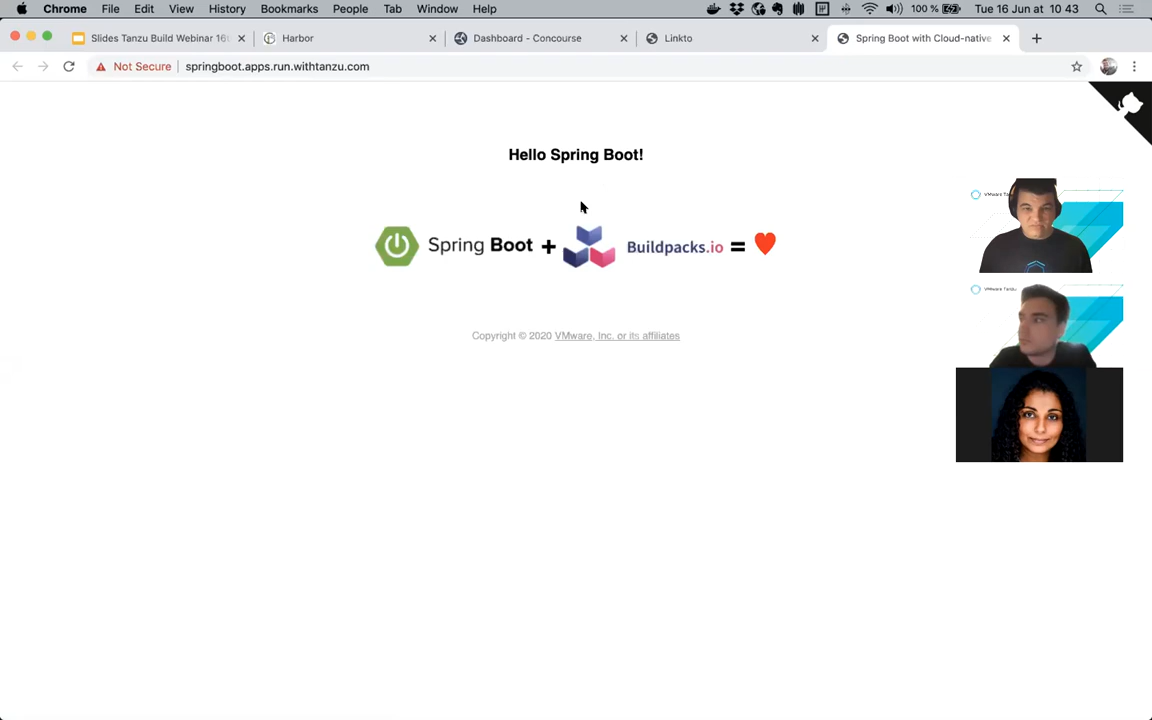 Chrome File Edit View History Bookmarks People Tab Window Help 100 % Tue 16 Jun at 10 43
Slides Tanzu Build Webinar 16 Harbor Dashboard - Concourse Linkto Spring Boot with Cloud-native
Not Secure springboot.apps.run.withtanzu.com
Hello Spring Boot!
Spring Boot + Buildpacks.io =
Copyright © 2020 VMware, Inc. or its affiliates
VMware
VMware